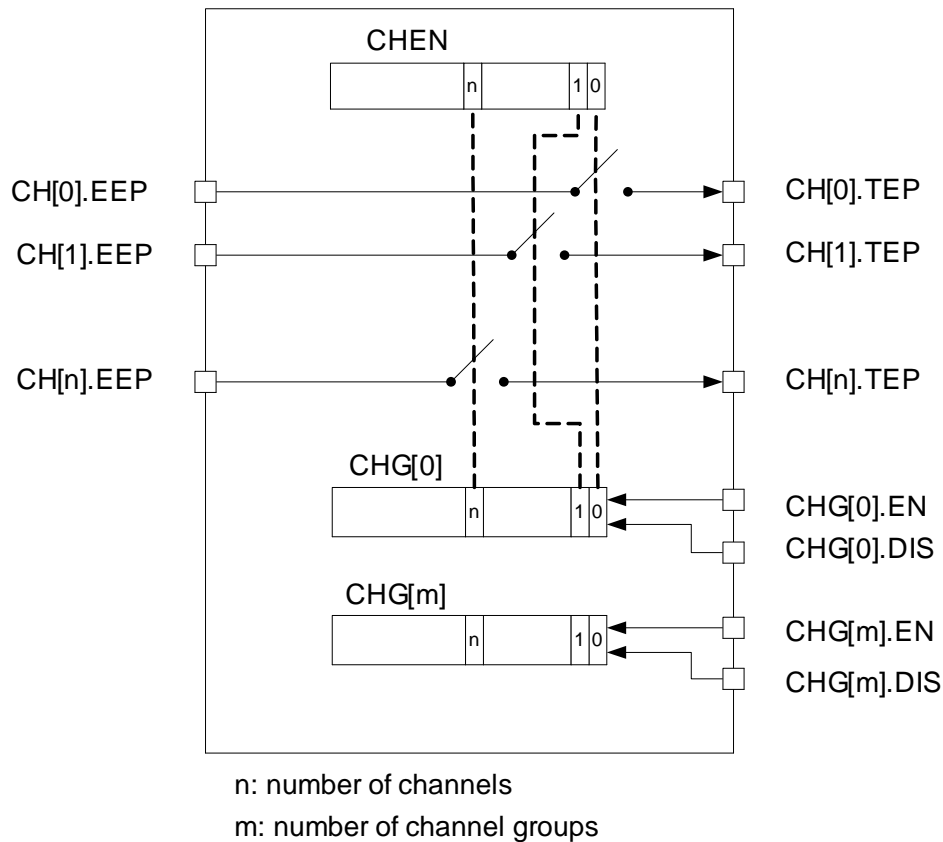 CHEN
n 1 0
CH[0].EEP CH[0].TEP
CH[1].EEP CH[1].TEP
CH[n].EEP CH[n].TEP
CHG[0]
n 1 0
CHG[0].EN
CHG[0].DIS
CHG[m]
n 1 0
CHG[m].EN
CHG[m].DIS
n: number of channels
m: number of channel groups